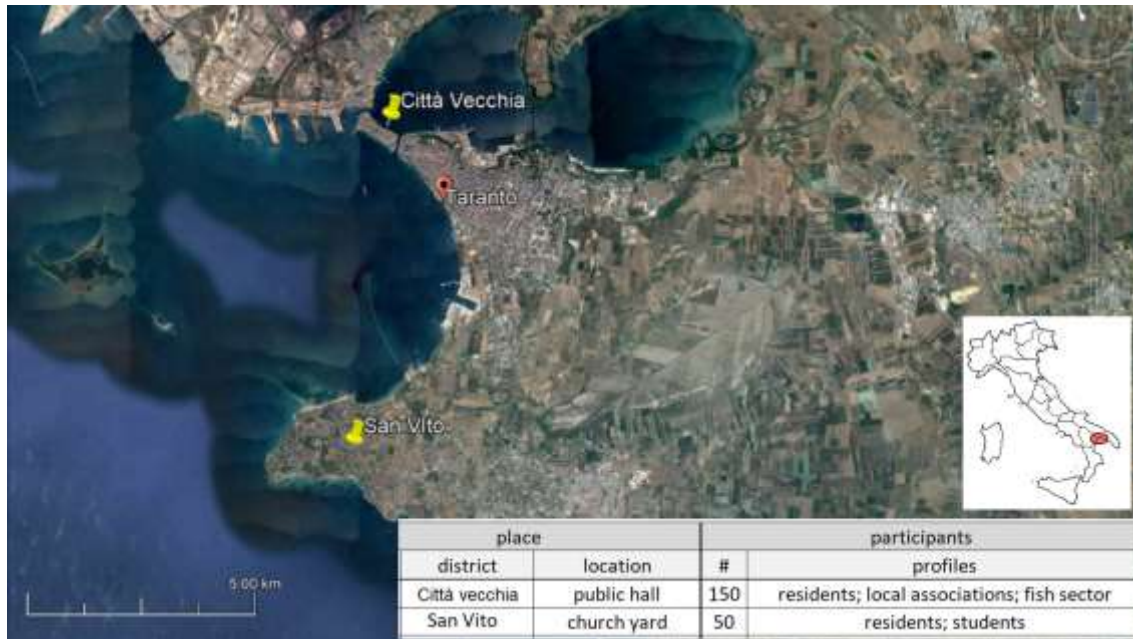 Città Vecchia
Taranto
San Vito
5.00 km
place participants
district location # profiles
Città vecchia public hall 150 residents; local associations; fish sector
San Vito church yard 50 residents; students